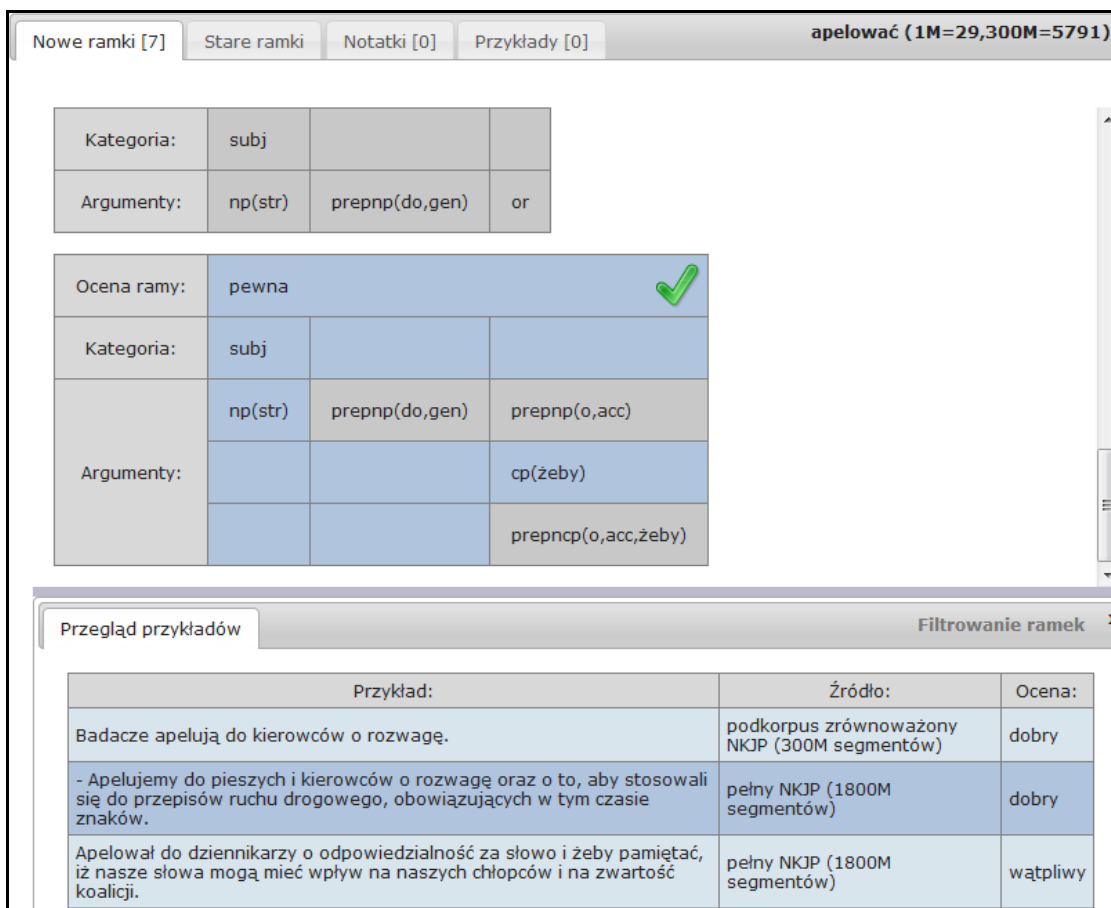 Nowe ramki [7] Stare ramki Notatki [0] Przykłady [0] apelować (1M=29,300M=5791)
Kategoria: subj
Argumenty: np(str) prepnp(do,gen) or
Ocena ramy: pewna
Kategoria: subj
np(str) prepnp(do,gen) prepnp(o,acc)
Argumenty: cp(żeby)
prepncp(o,acc,żeby)
Przegląd przykładów Filtrowanie ramek
Przykład: Źródło: Ocena:
Badacze apelują do kierowców o rozwagę. podkorpus zrównoważony NKJP (300M segmentów) dobry
- Apelujemy do pieszych i kierowców o rozwagę oraz o to, aby stosowali
się do przepisów ruchu drogowego, obowiązujących w tym czasie
znaków.
pełny NKJP (1800M
segmentów)
dobry
Apelował do dziennikarzy o odpowiedzialność za słowo i żeby pamiętać,
iż nasze słowa mogą mieć wpływ na naszych chłopców i na zwartość
koalicji.
pełny NKJP (1800M
segmentów)
wątpliwy